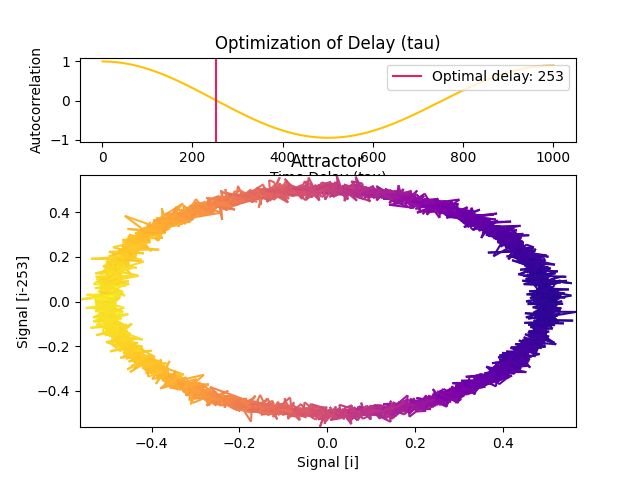 Optimization of Delay (tau)
Autocorrelation
1
0
−1
Optimal delay: 253
0 200 400 600 800 1000
Time Delay (tau)
Attractor
Signal [i-253]
0.4
0.2
0.0
−0.2
−0.4
−0.4 −0.2 0.0 0.2 0.4
Signal [i]